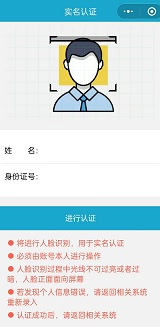 实名认证
姓　　名:
身份证号:
进行认证
● 将进行人脸识别，用于实名认证
● 必须由账号本人进行操作
● 人脸识别过程中光线不可过亮或者过
暗，人脸正面面向屏幕
● 若发现个人信息错误，请返回相关系统
重新录入
● 认证成功后，请返回相关系统